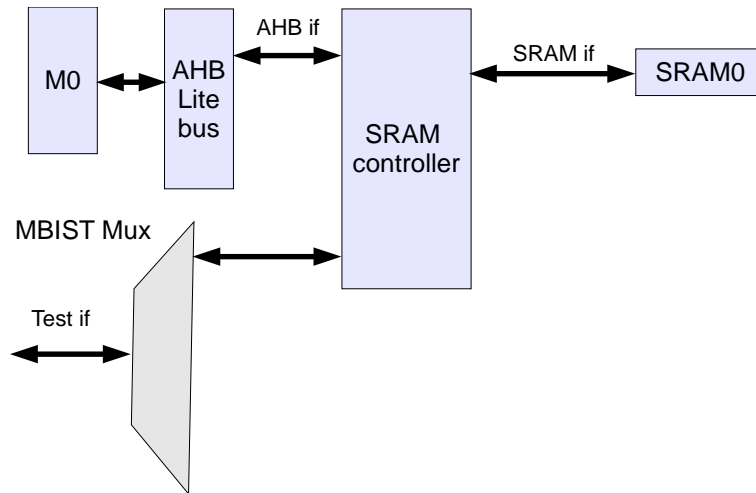 AHB if
M0
AHB
Lite
bus
SRAM if
SRAM0
SRAM
controller
MBIST Mux
Test if